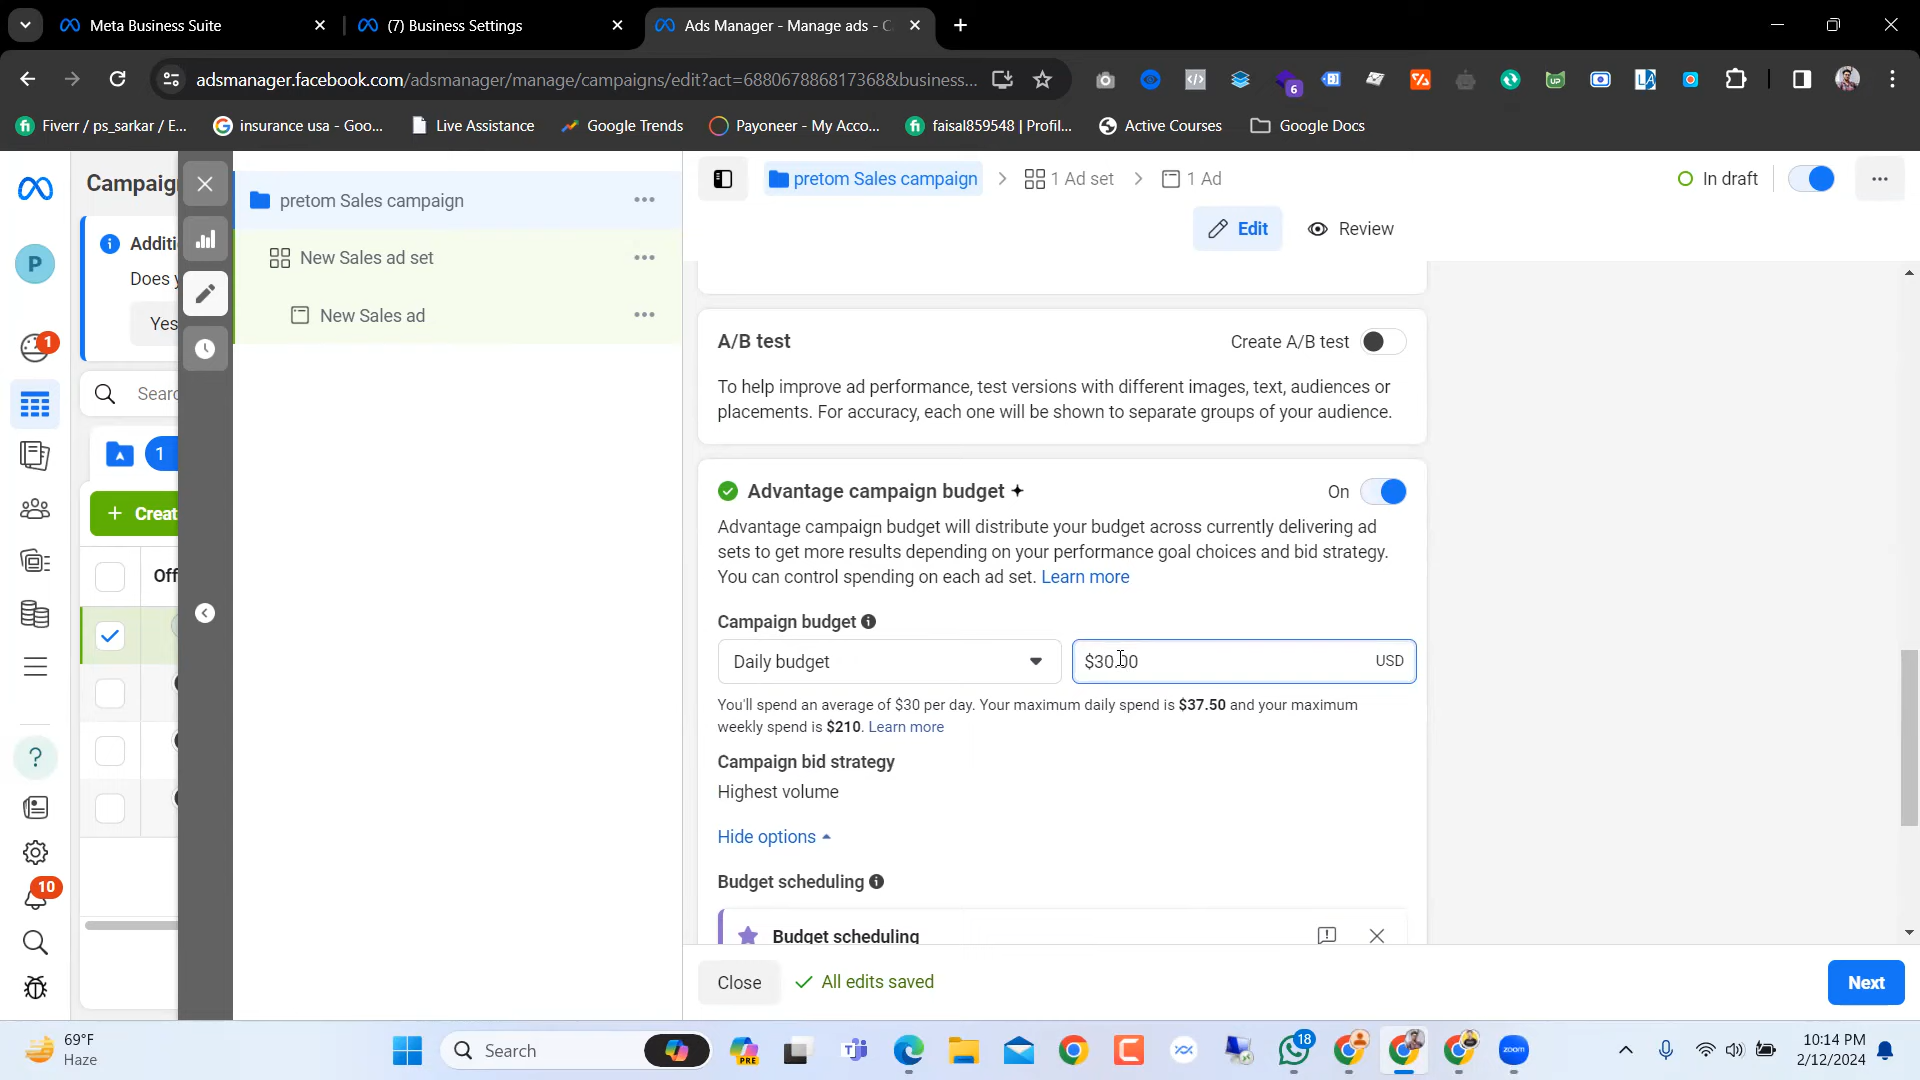 Meta Business Suite
(7) Business Settings
Ads Manager - Manage ads - C
adsmanager.facebook.com/adsmanager/manage/campaigns/edit?act=688067886817368&business...
6
Fiverr / ps_sarkar / E...
insurance usa - Goo...
Live Assistance
Google Trends
Payoneer - My Acco...
faisal859548 | Profil...
Active Courses
Google Docs
Campaig
P
Additi
Does y
Yes
1
Searc
1
+ Creat
Off
?
10
pretom Sales campaign
New Sales ad set
New Sales ad
pretom Sales campaign > 1 Ad set > 1 Ad
In draft
Edit
Review
A/B test
Create A/B test
To help improve ad performance, test versions with different images, text, audiences or
placements. For accuracy, each one will be shown to separate groups of your audience.
Advantage campaign budget
On
Advantage campaign budget will distribute your budget across currently delivering ad
sets to get more results depending on your performance goal choices and bid strategy.
You can control spending on each ad set. Learn more
Campaign budget
Daily budget
$30.00
USD
You'll spend an average of $30 per day. Your maximum daily spend is $37.50 and your maximum
weekly spend is $210. Learn more
Campaign bid strategy
Highest volume
Hide options
Budget scheduling
Budget scheduling
Close
All edits saved
Next
69°F
Haze
Search
PRE
18
zoom
10:14 PM
2/12/2024